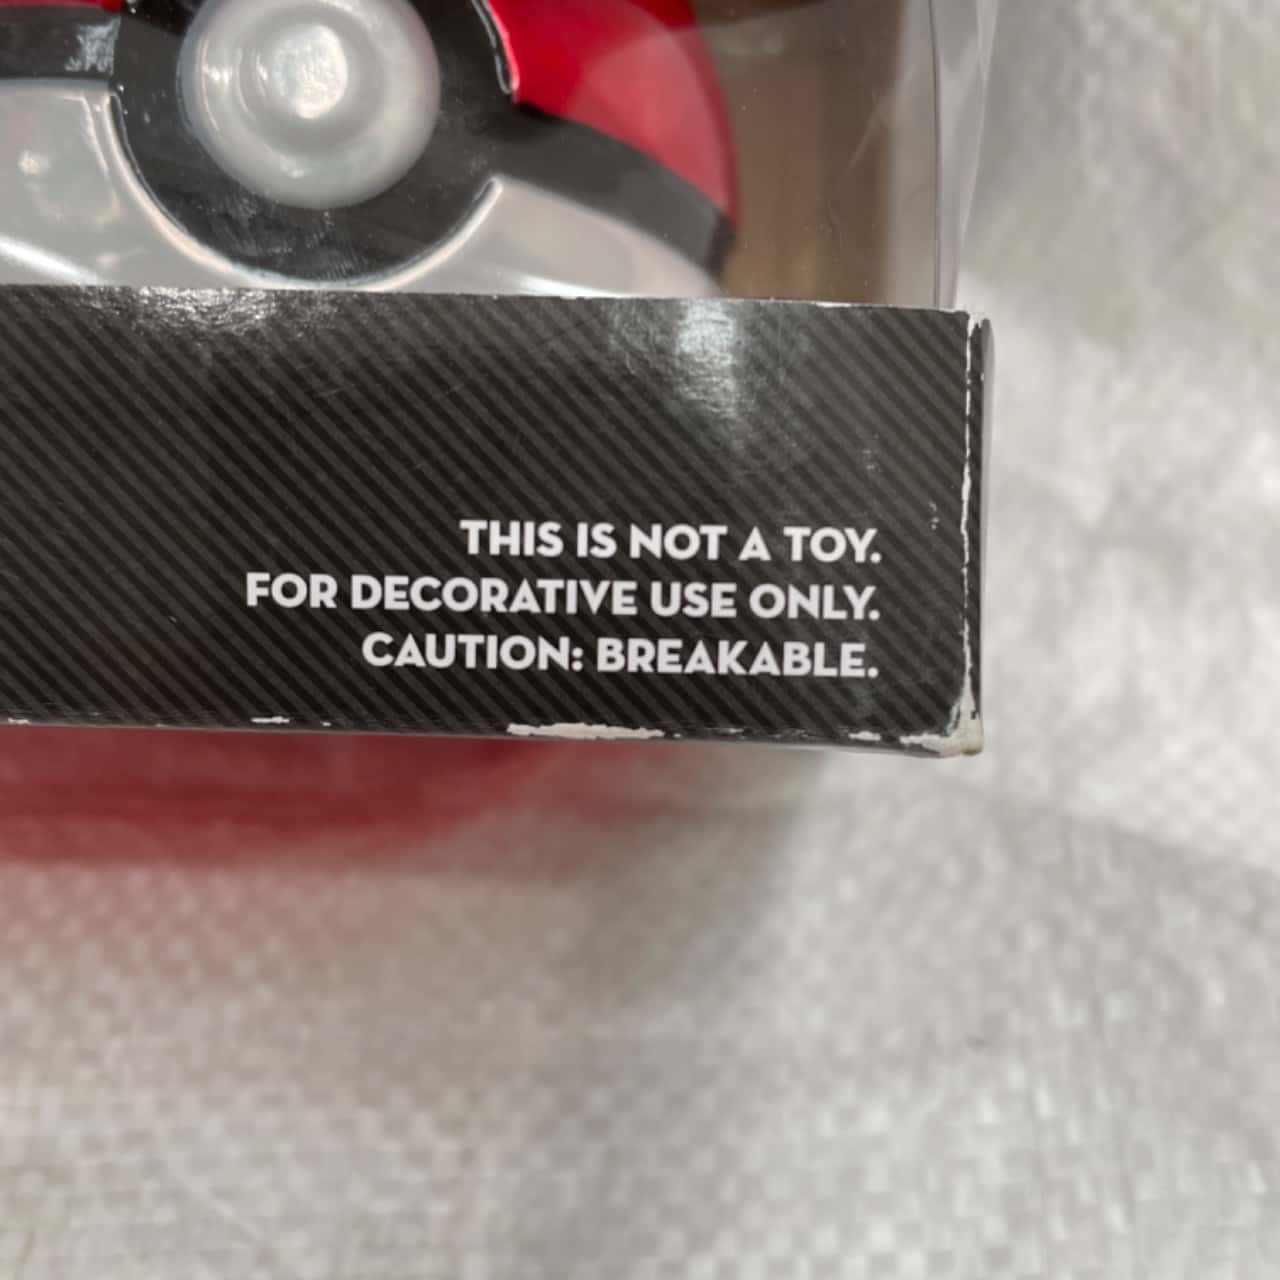 THIS IS NOT A TOY.
FOR DECORATIVE USE ONLY.
CAUTION: BREAKABLE.